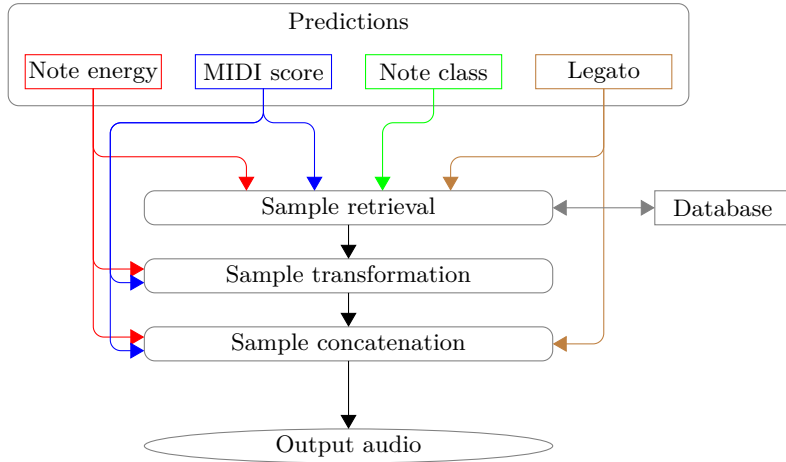 Predictions
Note energy
MIDI score
Note class
Legato
Sample retrieval
Database
Sample transformation
Sample concatenation
Output audio